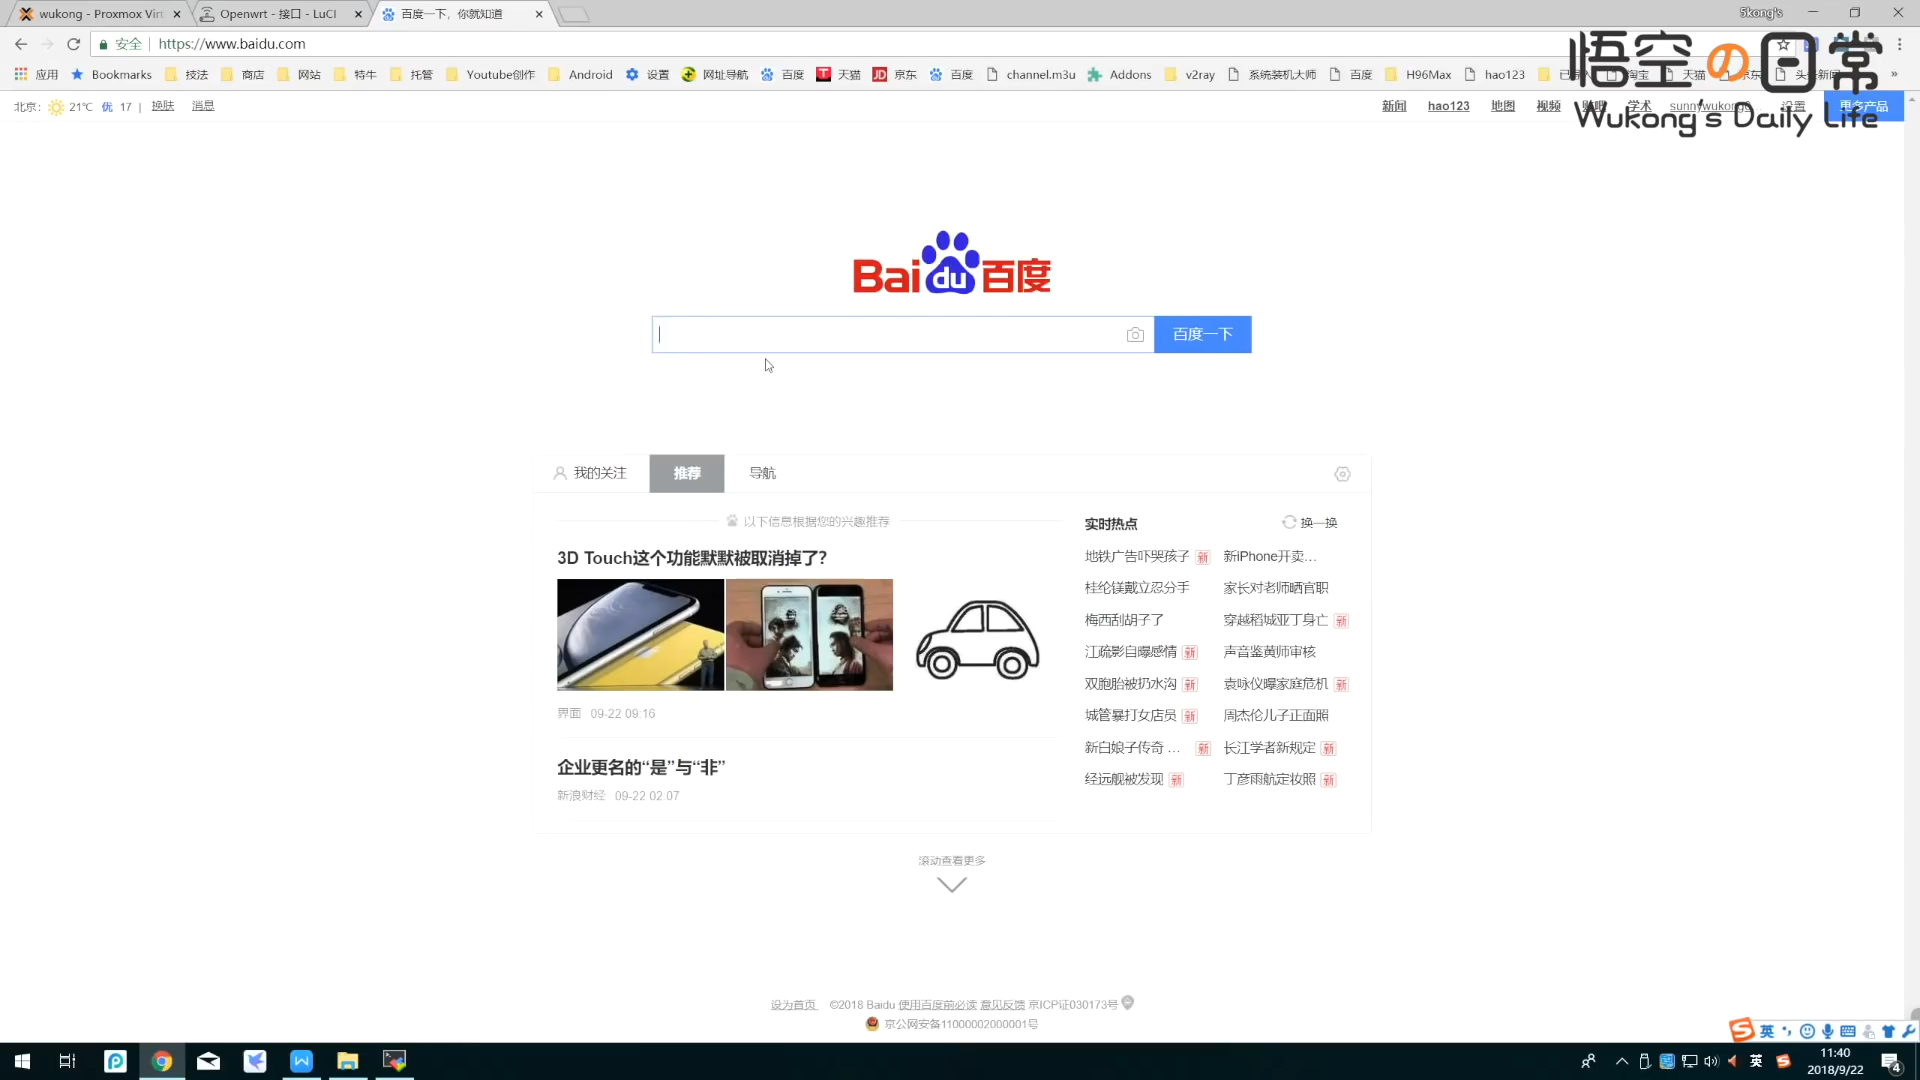 wukong - Proxmox Virt
Openwrt - 接口 - LuCI
百度一下，你就知道
5kong's
安全
https://www.baidu.com
应用 Bookmarks 技法 商店 网站 特牛 托管 Youtube创作 Android 设置 网址导航 百度 天猫 京东 百度 channel.m3u Addons v2ray 系统装机大师 百度 H96Max hao123
悟空の日常
Wukong's Daily Life
北京： 21℃ 优 17 | 换肤 消息
新闻 hao123 地图 视频 贴吧 学术 sunnywukong 设置 更多产品
Bai du 百度
百度一下
我的关注 推荐 导航
以下信息根据您的兴趣推荐
3D Touch这个功能默默被取消掉了?
界面 09-22 09:16
企业更名的“是”与“非”
新浪财经 09-22 02:07
实时热点 换一换
地铁广告吓哭孩子 新 新iPhone开卖...
桂纶镁戴立忍分手 家长对老师晒官职
梅西刮胡子了 穿越稻城亚丁身亡 新
江疏影自曝感情 新 声音鉴黄师审核
双胞胎被扔水沟 新 袁咏仪曝家庭危机 新
城管暴打女店员 新 周杰伦儿子正面照
新白娘子传奇 ... 新 长江学者新规定 新
经远舰被发现 新 丁彦雨航定妆照 新
滚动查看更多
设为首页 ©2018 Baidu 使用百度前必读 意见反馈 京ICP证030173号
京公网安备11000002000001号
英
英
11:40
2018/9/22
4